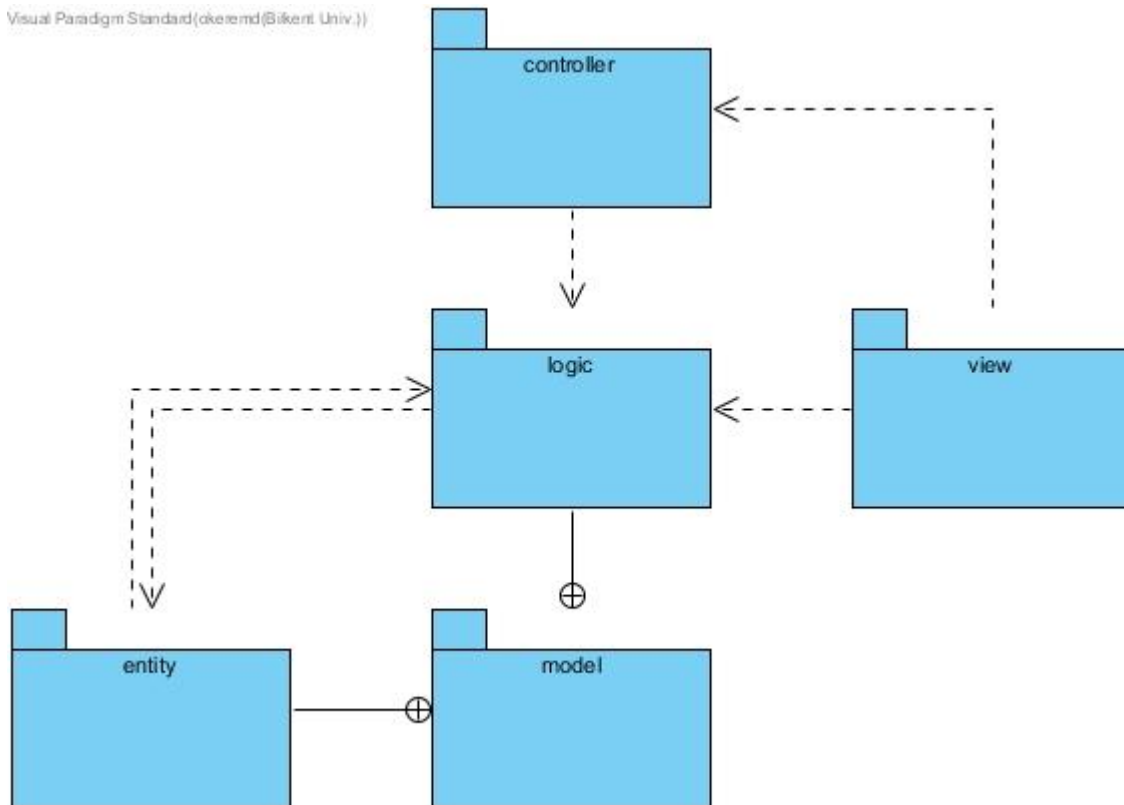 Visual Paradigm Standard(okeremd(Bilkent Univ.))
controller
logic
view
entity
model